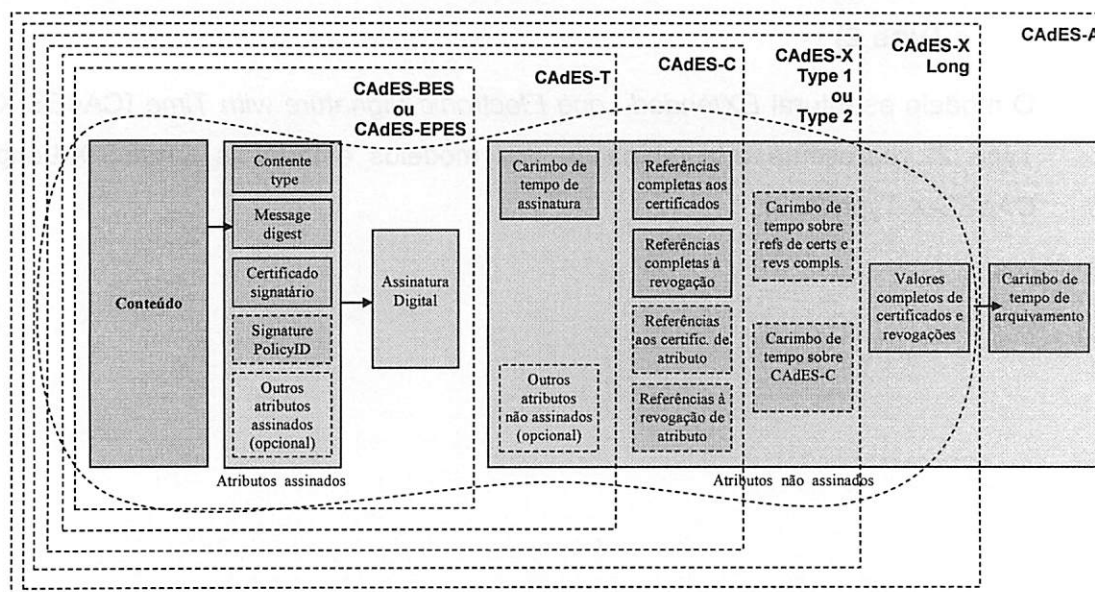 CAdES-BES
ou
CAdES-EPES
CAdES-T
CAdES-C
CAdES-X
Type 1
ou
Type 2
CAdES-X
Long
CAdES-A
Conteúdo
Contente
type
Message
digest
Certificado
signatário
Signature
PolicyID
Outros
atributos
assinados
(opcional)
Atributos assinados
Assinatura
Digital
Carimbo de
tempo de
assinatura
Outros
atributos
não assinados
(opcional)
Referências
completas aos
certificados
Referências
completas à
revogação
Referências
aos certific. de
atributo
Referências à
revogação de
atributo
Carimbo de
tempo sobre
refs de certs e
revs compls.
Carimbo de
tempo sobre
CAdES-C
Atributos não assinados
Valores
completos de
certificados e
revogações
Carimbo de
tempo de
arquivamento